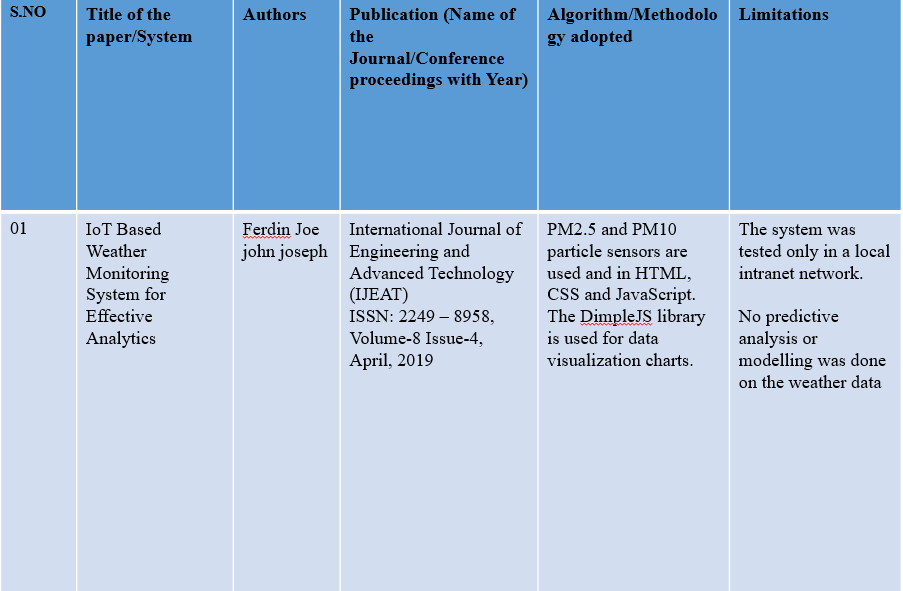 S.NO
Title of the
paper/System
Authors
Publication (Name of
the
Journal/Conference
proceedings with Year)
Algorithm/Methodolo
gy adopted
Limitations
01
IoT Based
Weather
Monitoring
System for
Effective
Analytics
Ferdin Joe
john joseph
International Journal of
Engineering and
Advanced Technology
(IJEAT)
ISSN: 2249 – 8958,
Volume-8 Issue-4,
April, 2019
PM2.5 and PM10
particle sensors are
used and in HTML,
CSS and JavaScript.
The DimpleJS library
is used for data
visualization charts.
The system was
tested only in a local
intranet network.
No predictive
analysis or
modelling was done
on the weather data